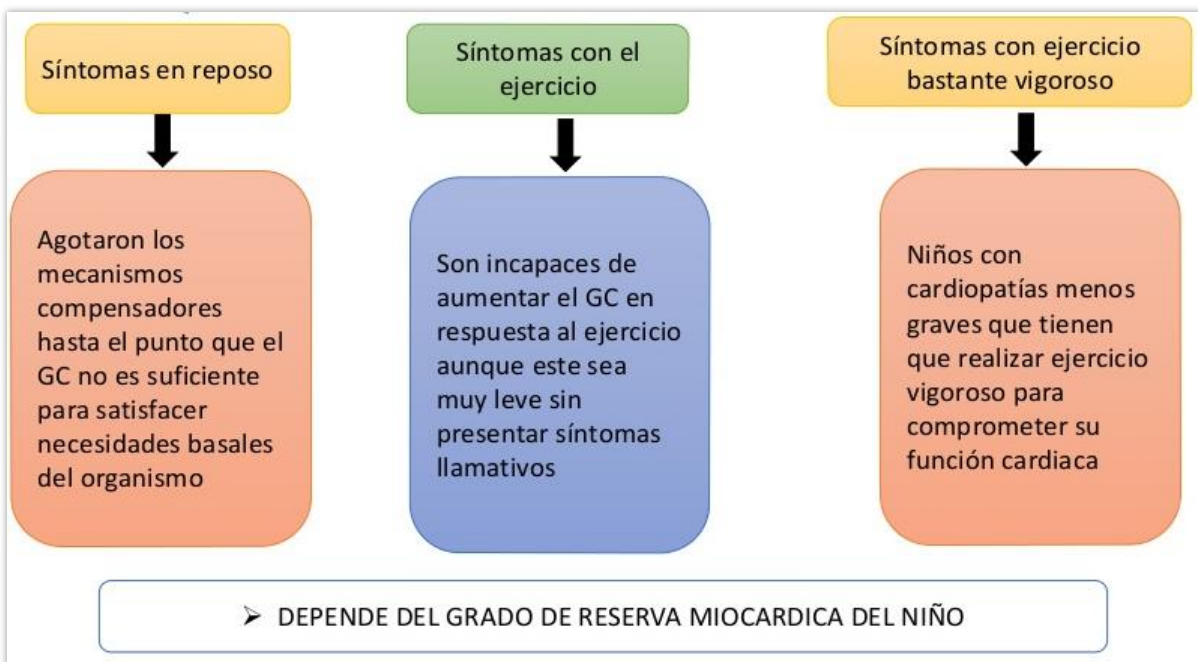 Síntomas en reposo
Agotaron los
mecanismos
compensadores
hasta el punto que el
GC no es suficiente
para satisfacer
necesidades basales
del organismo
Síntomas con el
ejercicio
Son incapaces de
aumentar el GC en
respuesta al ejercicio
aunque este sea
muy leve sin
presentar síntomas
llamativos
Síntomas con ejercicio
bastante vigoroso
Niños con
cardiopatías menos
graves que tienen
que realizar ejercicio
vigoroso para
comprometer su
función cardiaca
➢ DEPENDE DEL GRADO DE RESERVA MIOCARDICA DEL NIÑO